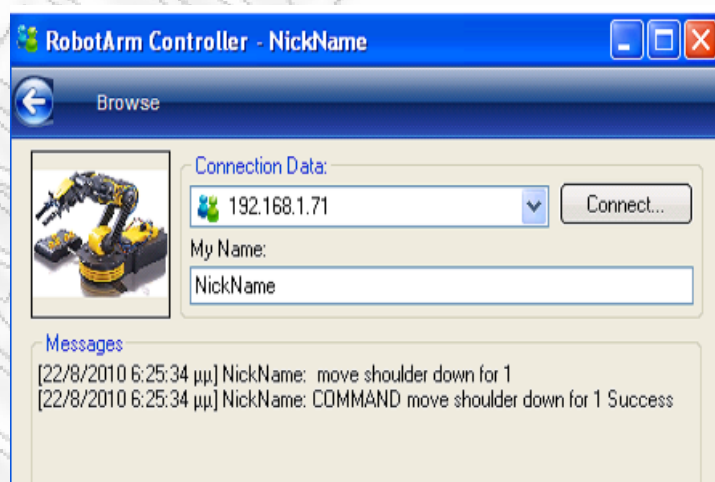 RobotArm Controller - NickName
Browse
Connection Data:
192.168.1.71
Connect...
My Name:
NickName
Messages
[22/8/2010 6:25:34 μμ] NickName:  move shoulder down for 1
[22/8/2010 6:25:34 μμ] NickName: COMMAND move shoulder down for 1 Success